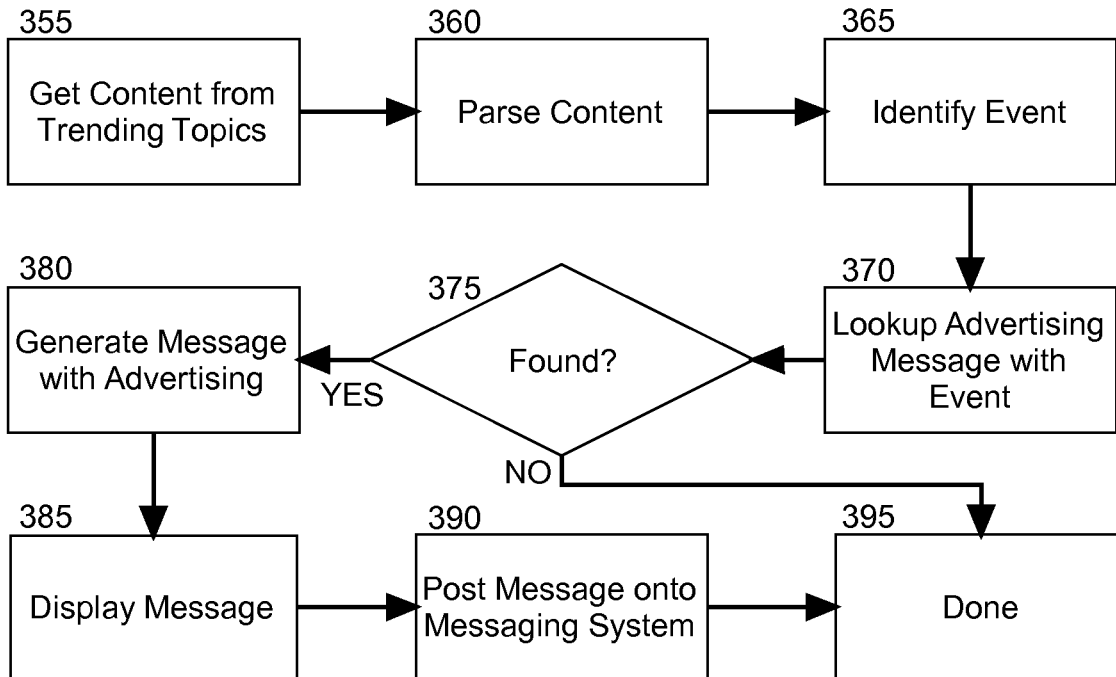 355
Get Content from
Trending Topics
360
Parse Content
365
Identify Event
370
Lookup Advertising
Message with
Event
375
Found?
YES
NO
380
Generate Message
with Advertising
385
Display Message
390
Post Message onto
Messaging System
395
Done